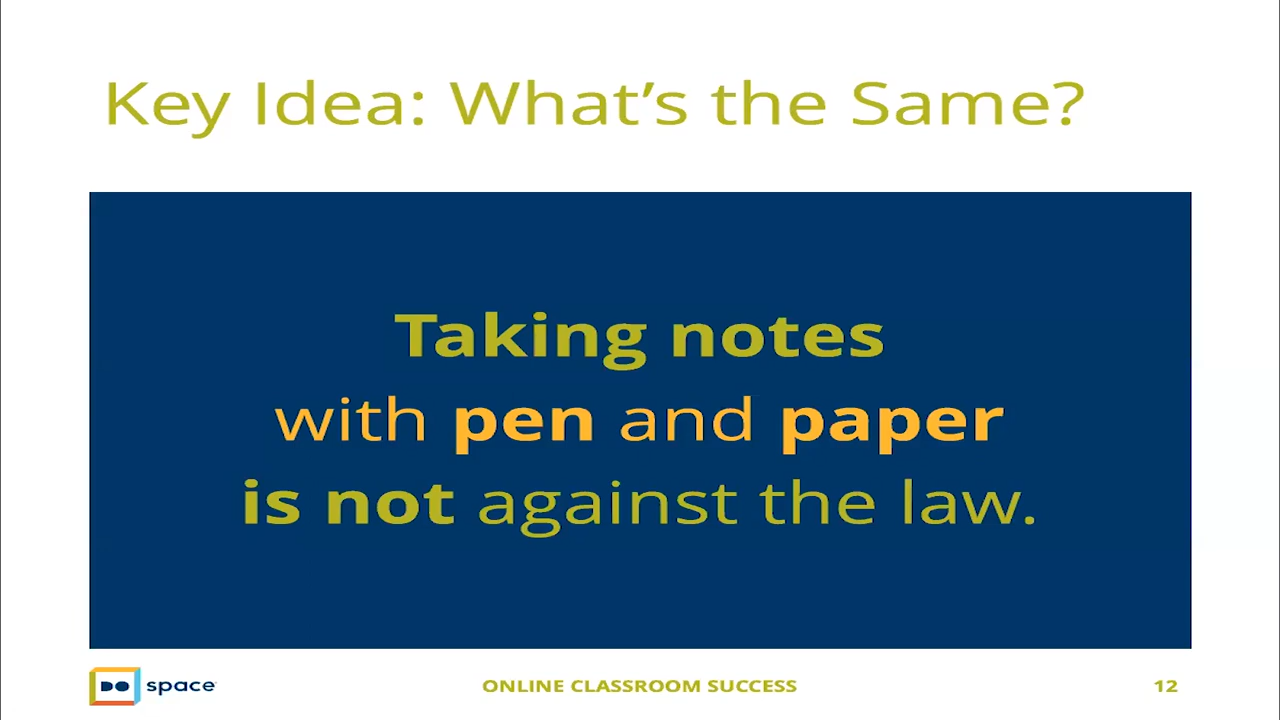 Key Idea: What's the Same?
Taking notes
with pen and paper
is not against the law.
DO space
ONLINE CLASSROOM SUCCESS
12